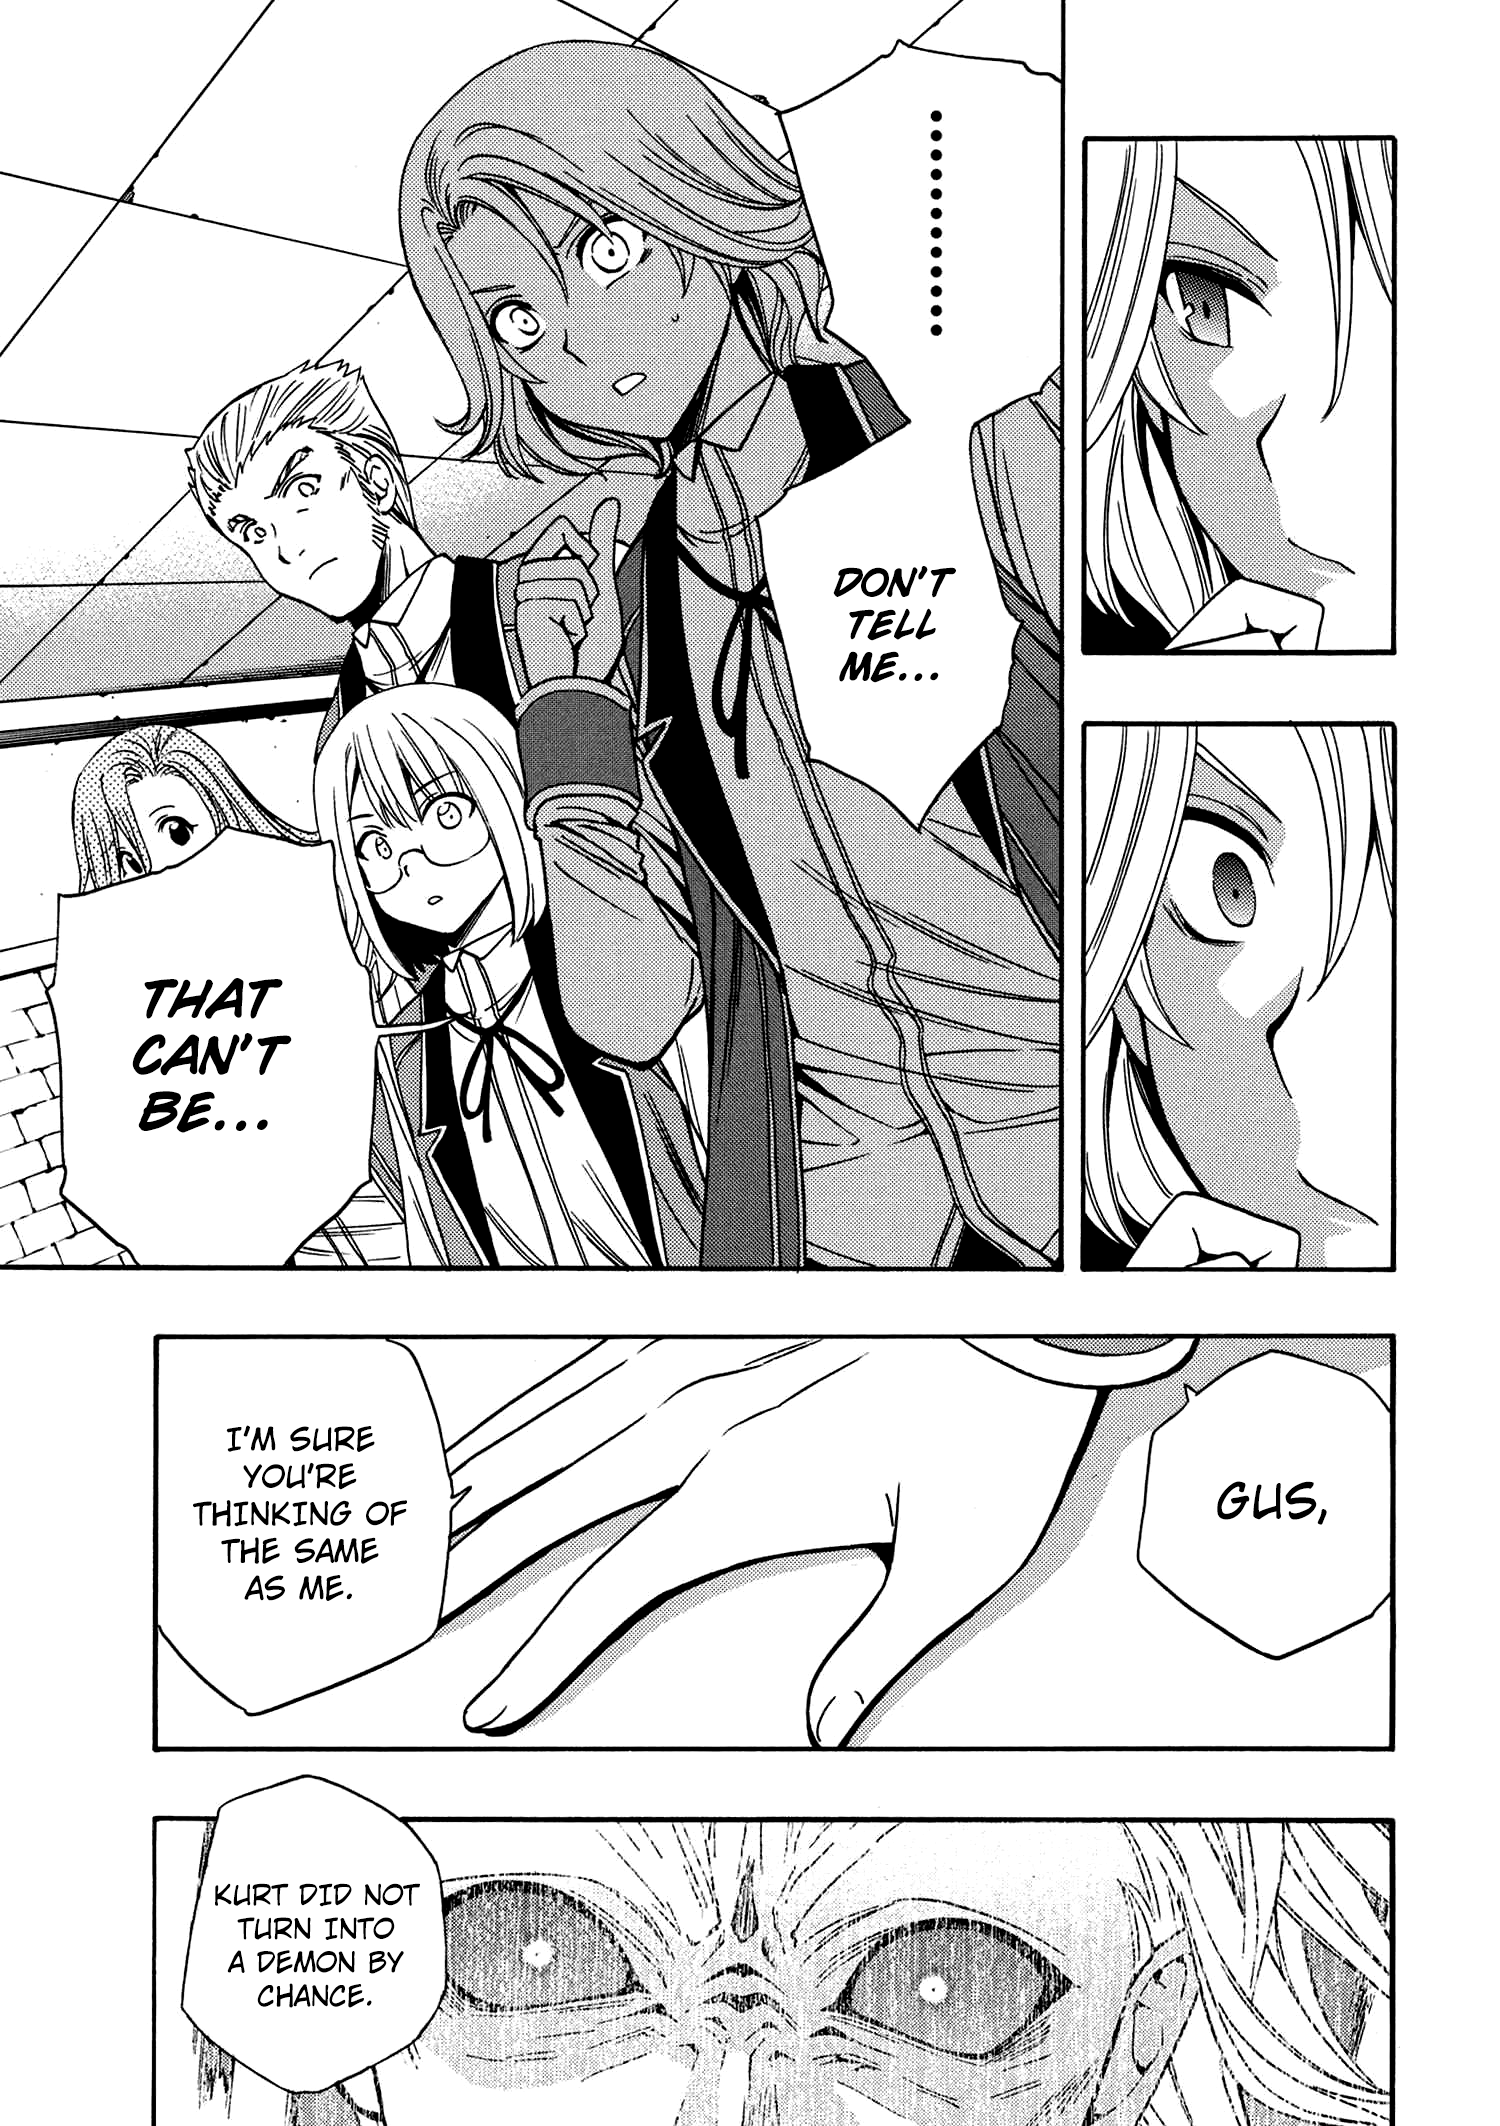 ............
DON'T
TELL
ME...
THAT
CAN'T
BE...
GUS,
I'M SURE
YOU'RE
THINKING OF
THE SAME
AS ME.
KURT DID NOT
TURN INTO
A DEMON BY
CHANCE.